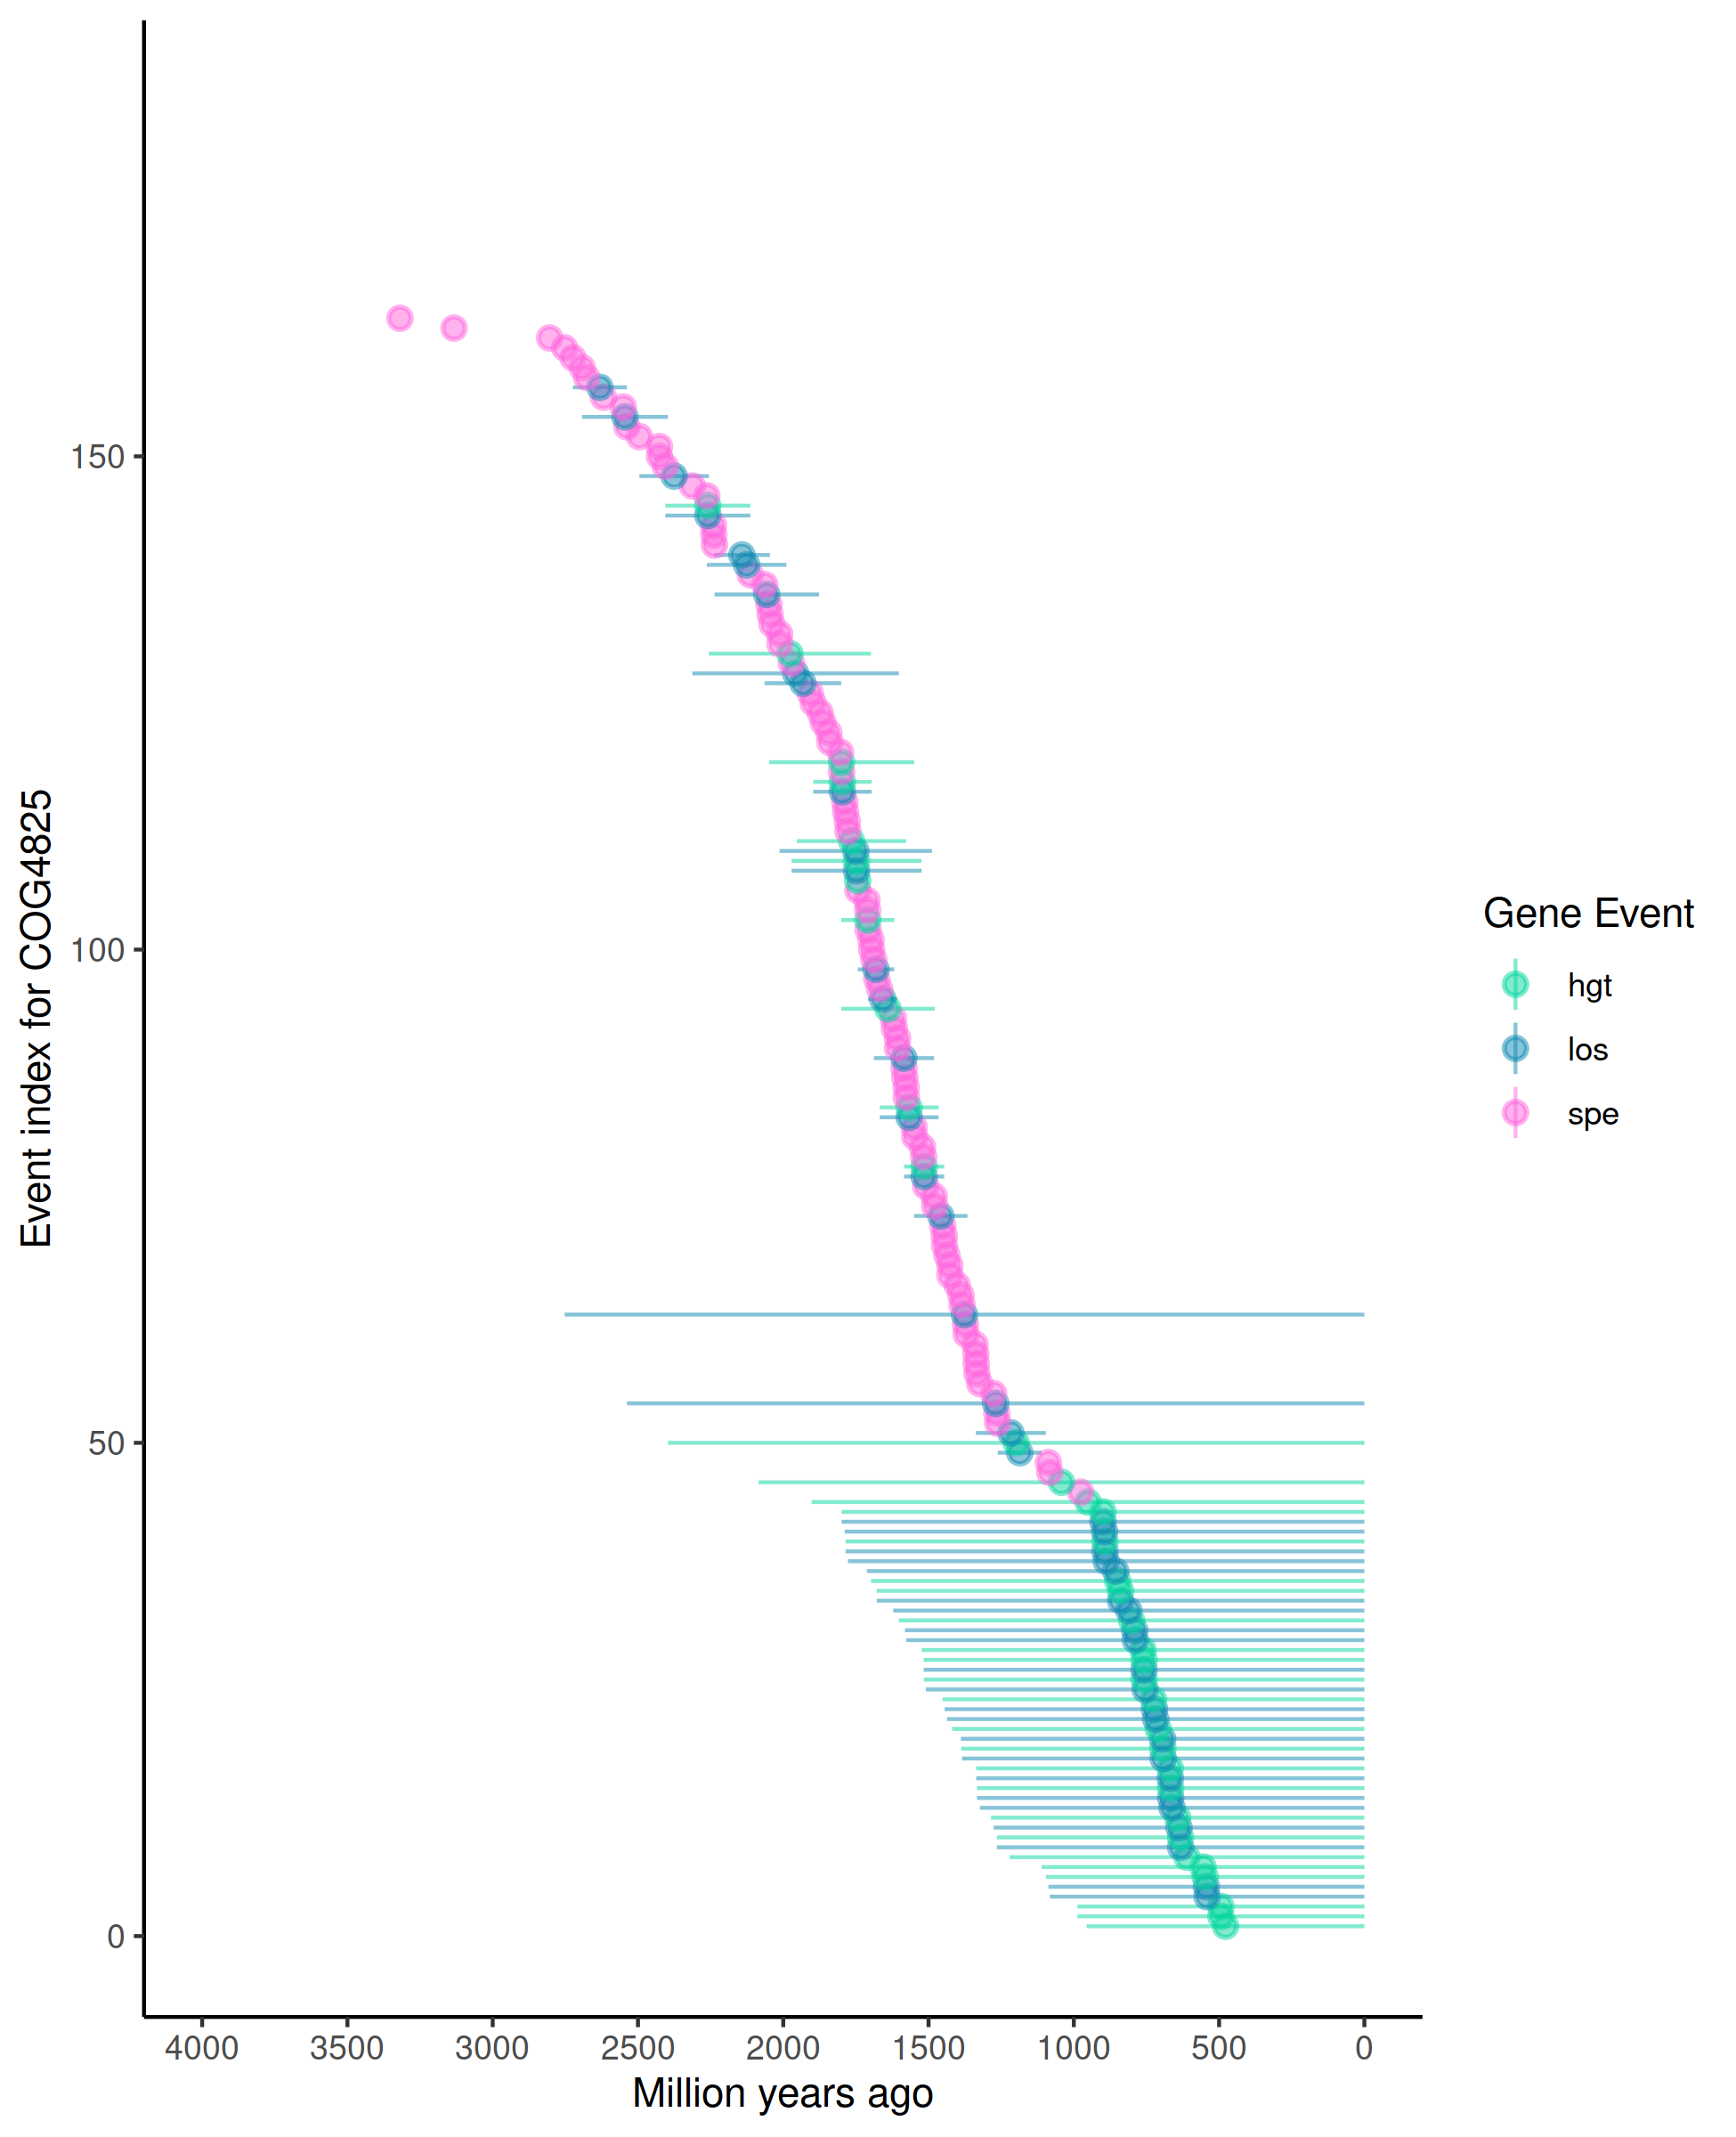 Event index for COG4825
150
100
50
0
4000 3500 3000 2500 2000 1500 1000 500 0
Million years ago
Gene Event
hgt
los
spe